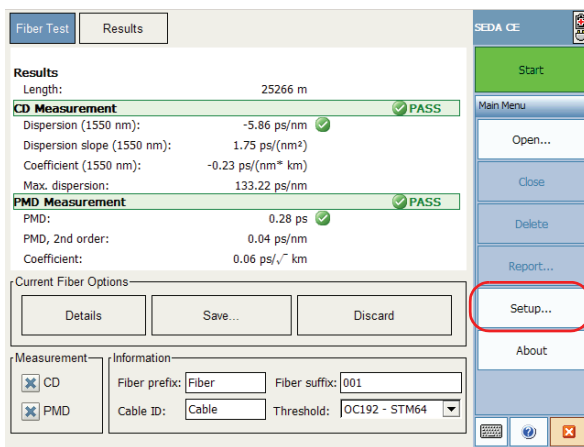 Fiber Test Results
Results
Length: 25266 m
CD Measurement PASS
Dispersion (1550 nm): -5.86 ps/nm
Dispersion slope (1550 nm): 1.75 ps/(nm²)
Coefficient (1550 nm): -0.23 ps/(nm* km)
Max. dispersion: 133.22 ps/nm
PMD Measurement PASS
PMD: 0.28 ps
PMD, 2nd order: 0.04 ps/nm
Coefficient: 0.06 ps/√ km
Current Fiber Options
Details Save... Discard
Measurement
CD
PMD
Information
Fiber prefix: Fiber Fiber suffix: 001
Cable ID: Cable Threshold: OC192 - STM64
SEDA CE
Start
Main Menu
Open...
Close
Delete
Report...
Setup...
About